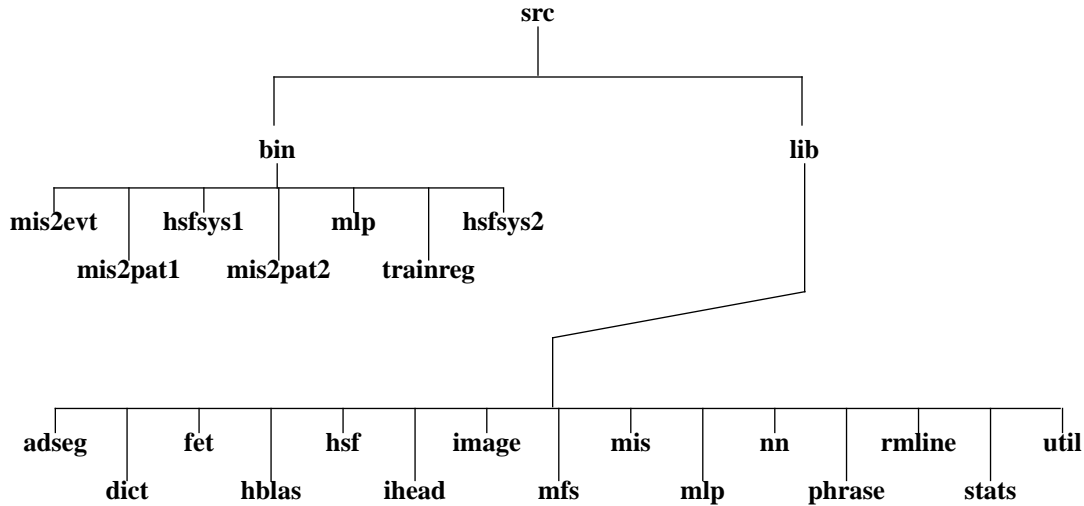 src
bin lib
mis2evt hsfsys1 mlp hsfsys2
mis2pat1 mis2pat2 trainreg
adseg fet hsf image mis nn rmline util
dict hblas ihead mfs mlp phrase stats